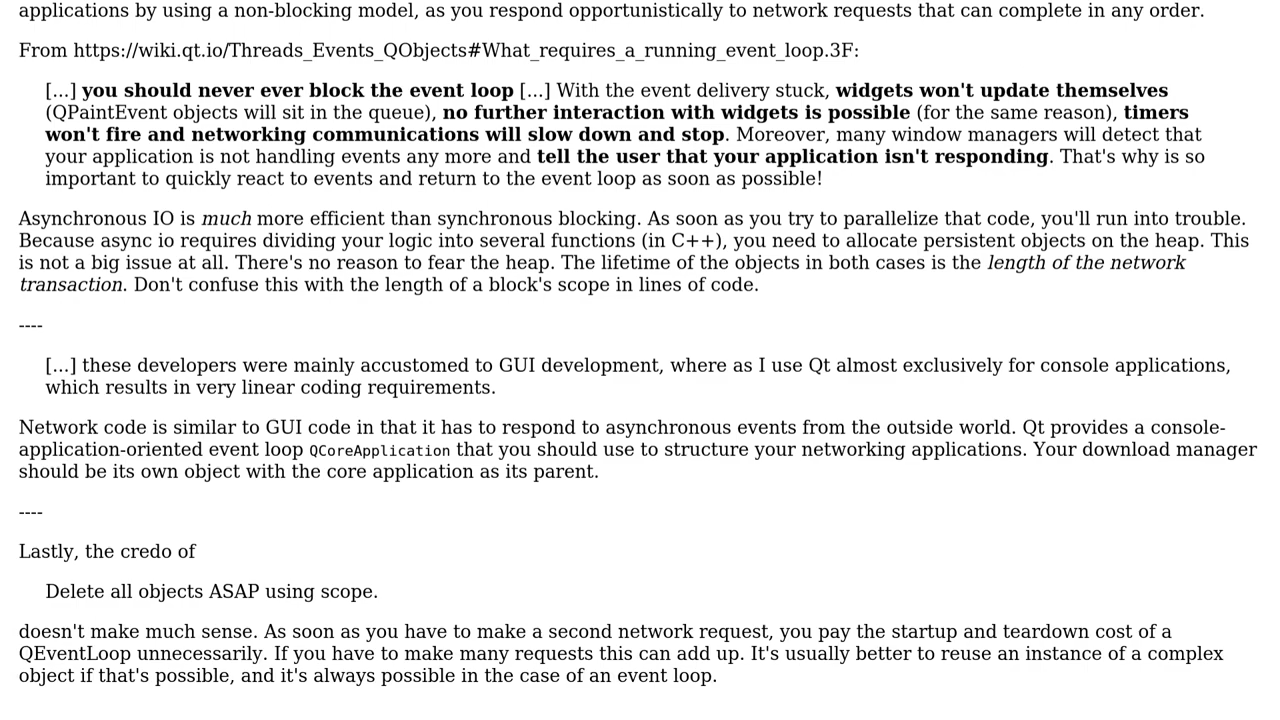 applications by using a non-blocking model, as you respond opportunistically to network requests that can complete in any order.
From https://wiki.qt.io/Threads_Events_QObjects#What_requires_a_running_event_loop.3F:
[...] you should never ever block the event loop [...] With the event delivery stuck, widgets won't update themselves
(QPaintEvent objects will sit in the queue), no further interaction with widgets is possible (for the same reason), timers
won't fire and networking communications will slow down and stop. Moreover, many window managers will detect that
your application is not handling events any more and tell the user that your application isn't responding. That's why is so
important to quickly react to events and return to the event loop as soon as possible!
Asynchronous IO is much more efficient than synchronous blocking. As soon as you try to parallelize that code, you'll run into trouble.
Because async io requires dividing your logic into several functions (in C++), you need to allocate persistent objects on the heap. This
is not a big issue at all. There's no reason to fear the heap. The lifetime of the objects in both cases is the length of the network
transaction. Don't confuse this with the length of a block's scope in lines of code.
----
[...] these developers were mainly accustomed to GUI development, where as I use Qt almost exclusively for console applications,
which results in very linear coding requirements.
Network code is similar to GUI code in that it has to respond to asynchronous events from the outside world. Qt provides a console-
application-oriented event loop QCoreApplication that you should use to structure your networking applications. Your download manager
should be its own object with the core application as its parent.
----
Lastly, the credo of
Delete all objects ASAP using scope.
doesn't make much sense. As soon as you have to make a second network request, you pay the startup and teardown cost of a
QEventLoop unnecessarily. If you have to make many requests this can add up. It's usually better to reuse an instance of a complex
object if that's possible, and it's always possible in the case of an event loop.